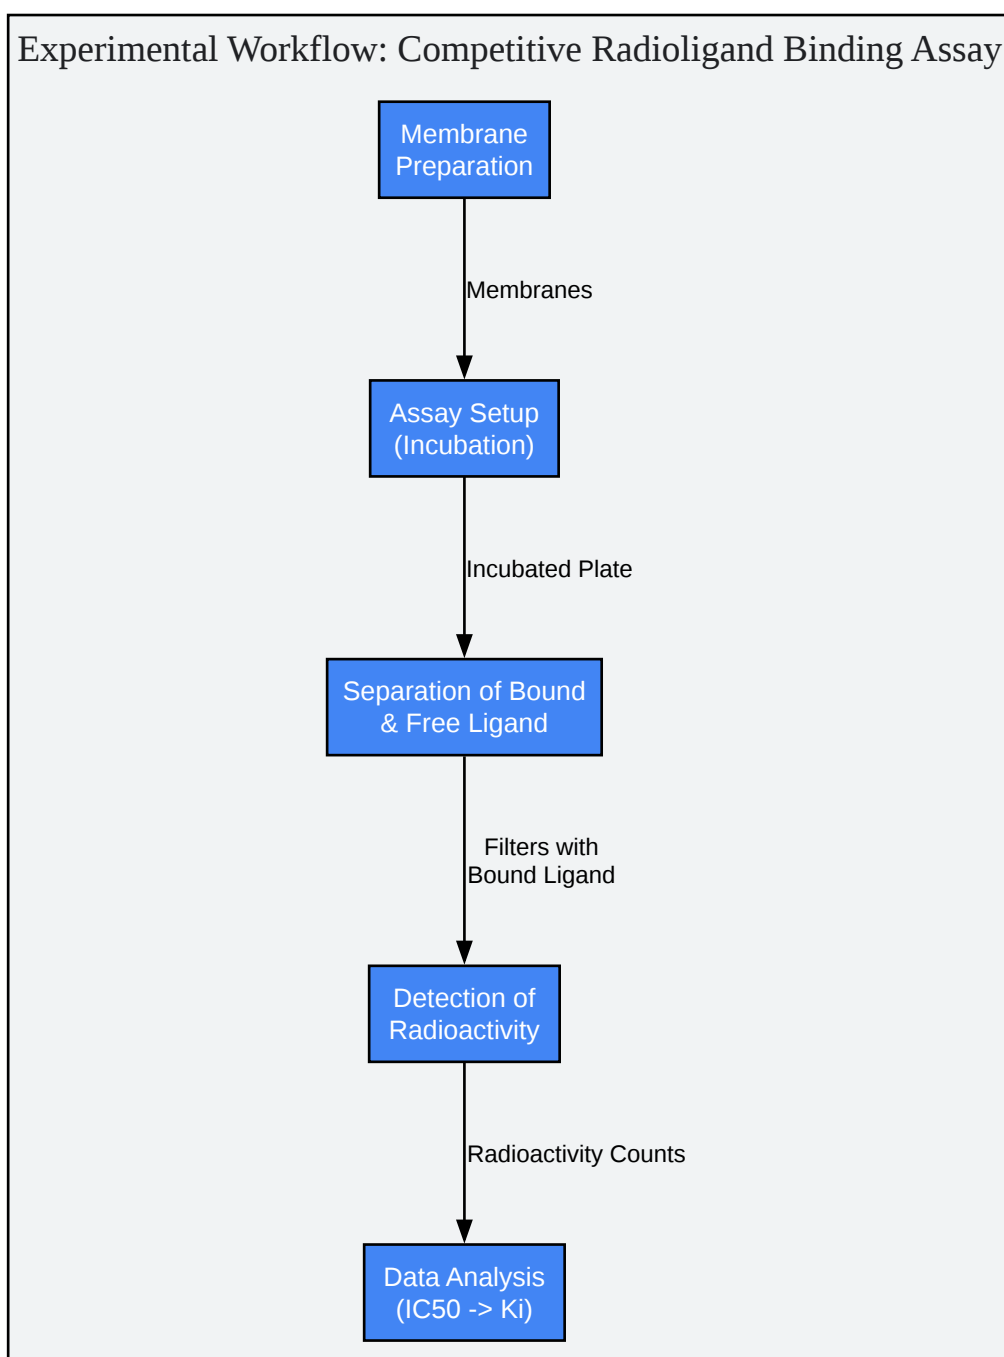 Experimental Workflow: Competitive Radioligand Binding Assay
Membrane
Preparation
Membranes
Assay Setup
(Incubation)
Incubated Plate
Separation of Bound
& Free Ligand
Filters with
Bound Ligand
Detection of
Radioactivity
Radioactivity Counts
Data Analysis
(IC50 -> Ki)